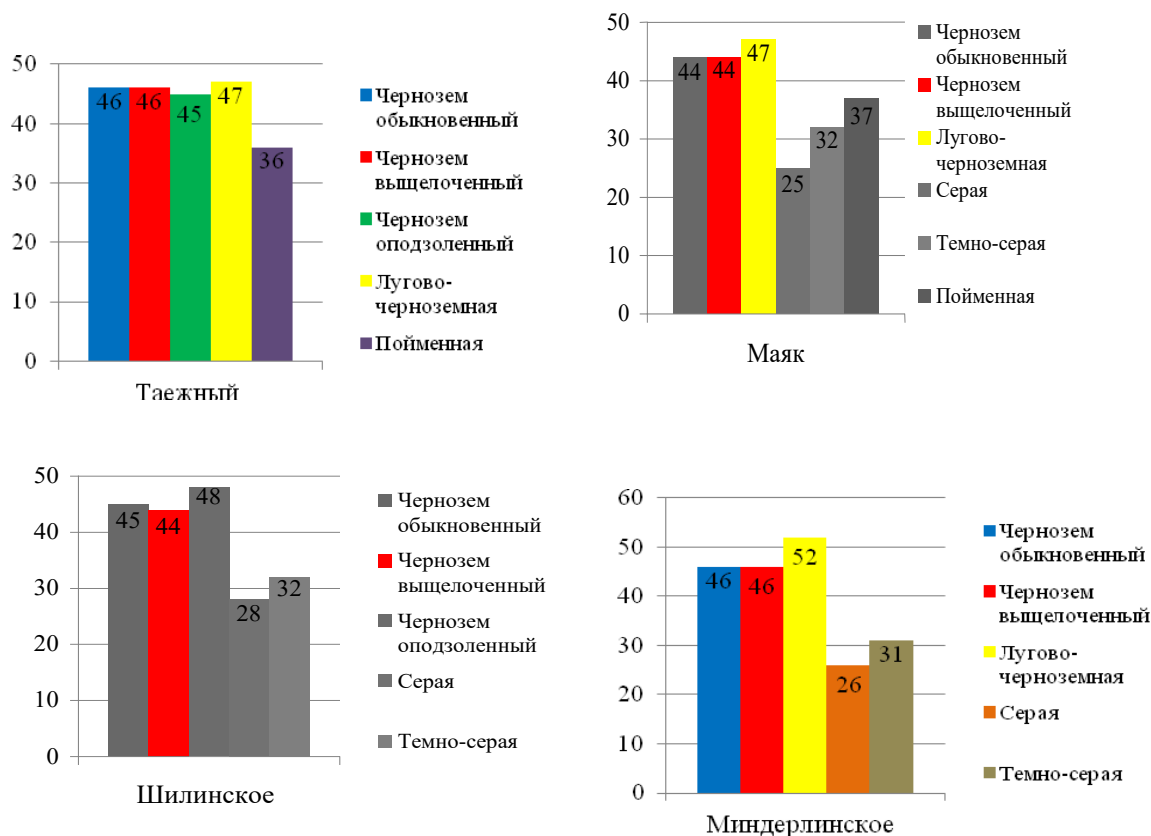 50
40
30
20
10
0
46
46
45
47
36
Чернозем
обыкновенный
Чернозем
выщелоченный
Чернозем
оподзоленный
Лугово-
черноземная
Пойменная
Таежный
50
40
30
20
10
0
44
44
47
25
32
37
Чернозем
обыкновенный
Чернозем
выщелоченный
Лугово-
черноземная
Серая
Темно-серая
Пойменная
Маяк
50
40
30
20
10
0
45
44
48
28
32
Чернозем
обыкновенный
Чернозем
выщелоченный
Чернозем
оподзоленный
Серая
Темно-серая
Шилинское
60
50
40
30
20
10
0
46
46
52
26
31
Чернозем
обыкновенный
Чернозем
выщелоченный
Лугово-
черноземная
Серая
Темно-серая
Миндерлинское